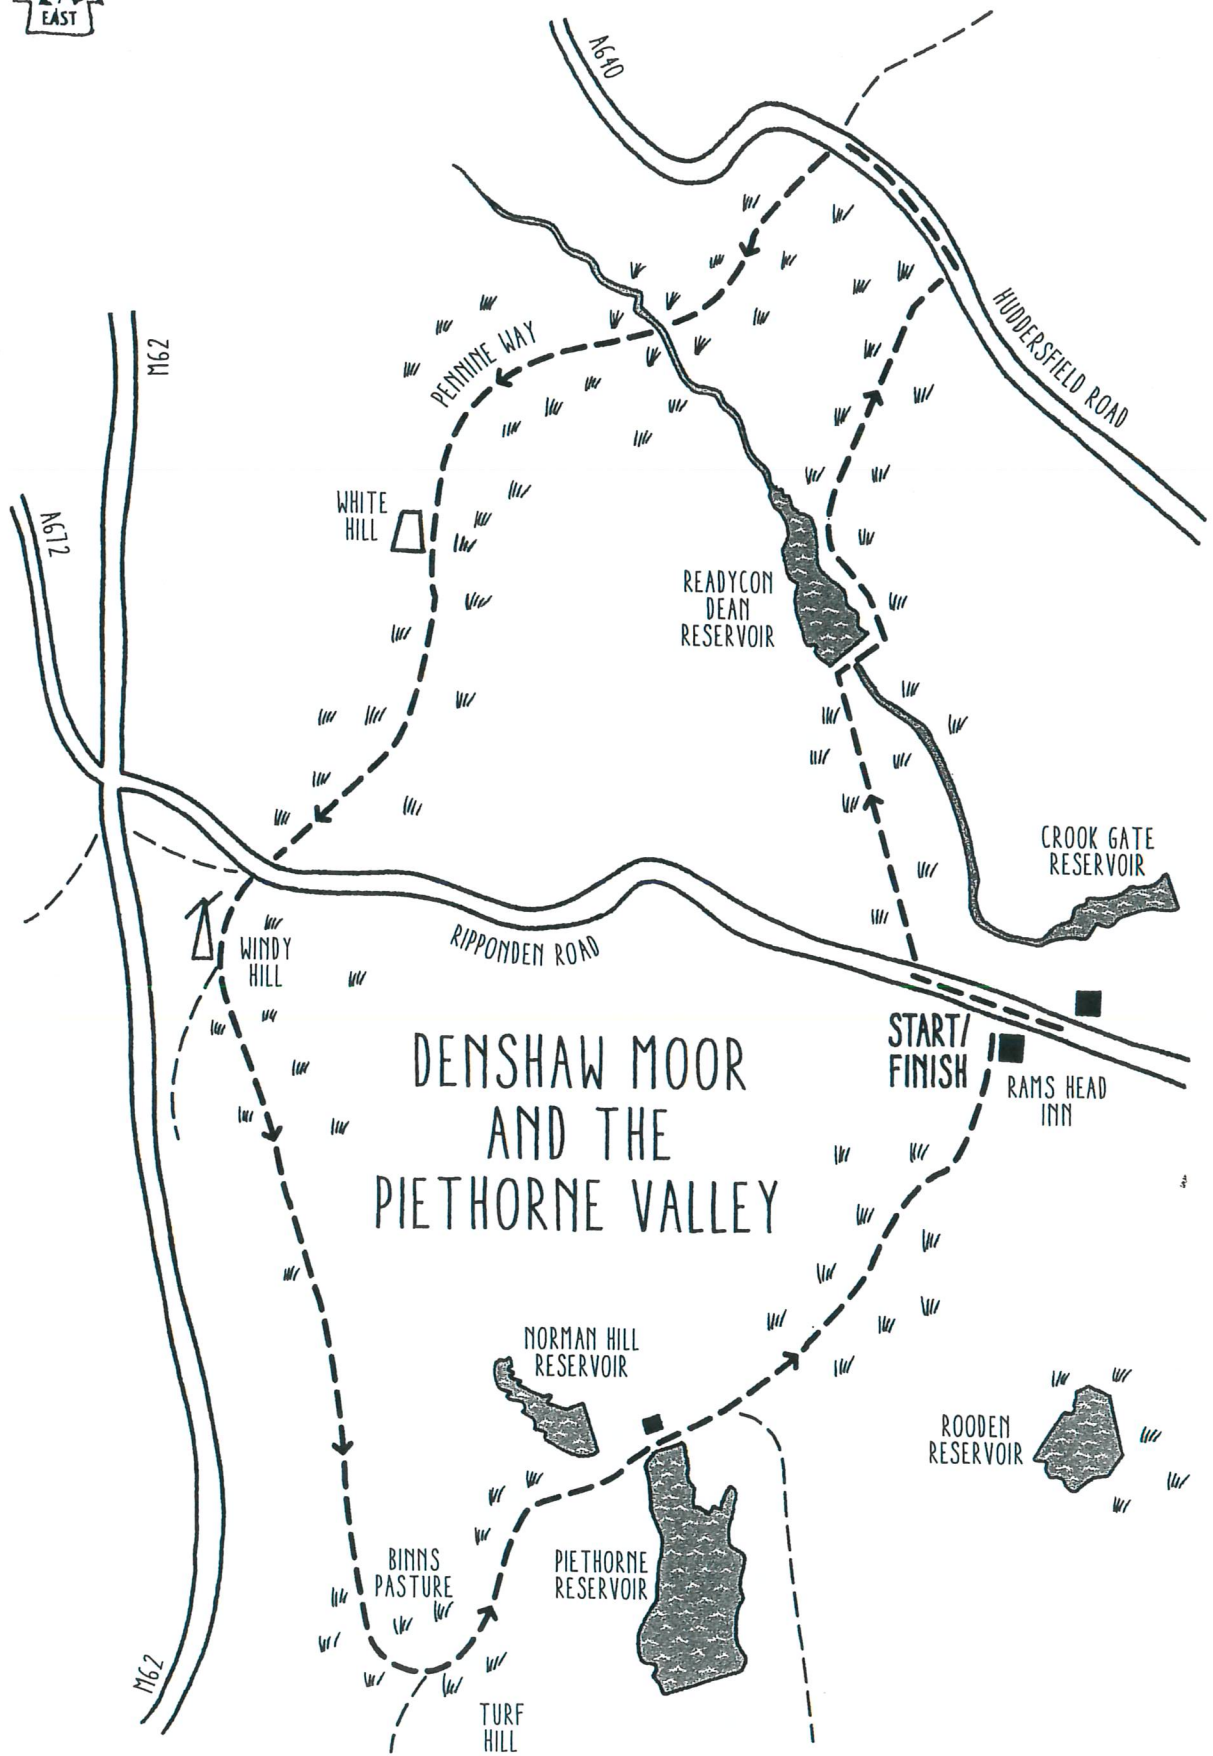 EAST
A640
HUDDERSFIELD ROAD
M62
PENNINE WAY
WHITE
HILL
A672
READYCON
DEAN
RESERVOIR
CROOK GATE
RESERVOIR
RIPPONDEN ROAD
WINDY
HILL
START/
FINISH
RAMS HEAD
INN
DENSHAW MOOR
AND THE
PIETHORNE VALLEY
NORMAN HILL
RESERVOIR
ROODEN
RESERVOIR
BINNS
PASTURE
PIETHORNE
RESERVOIR
M62
TURF
HILL